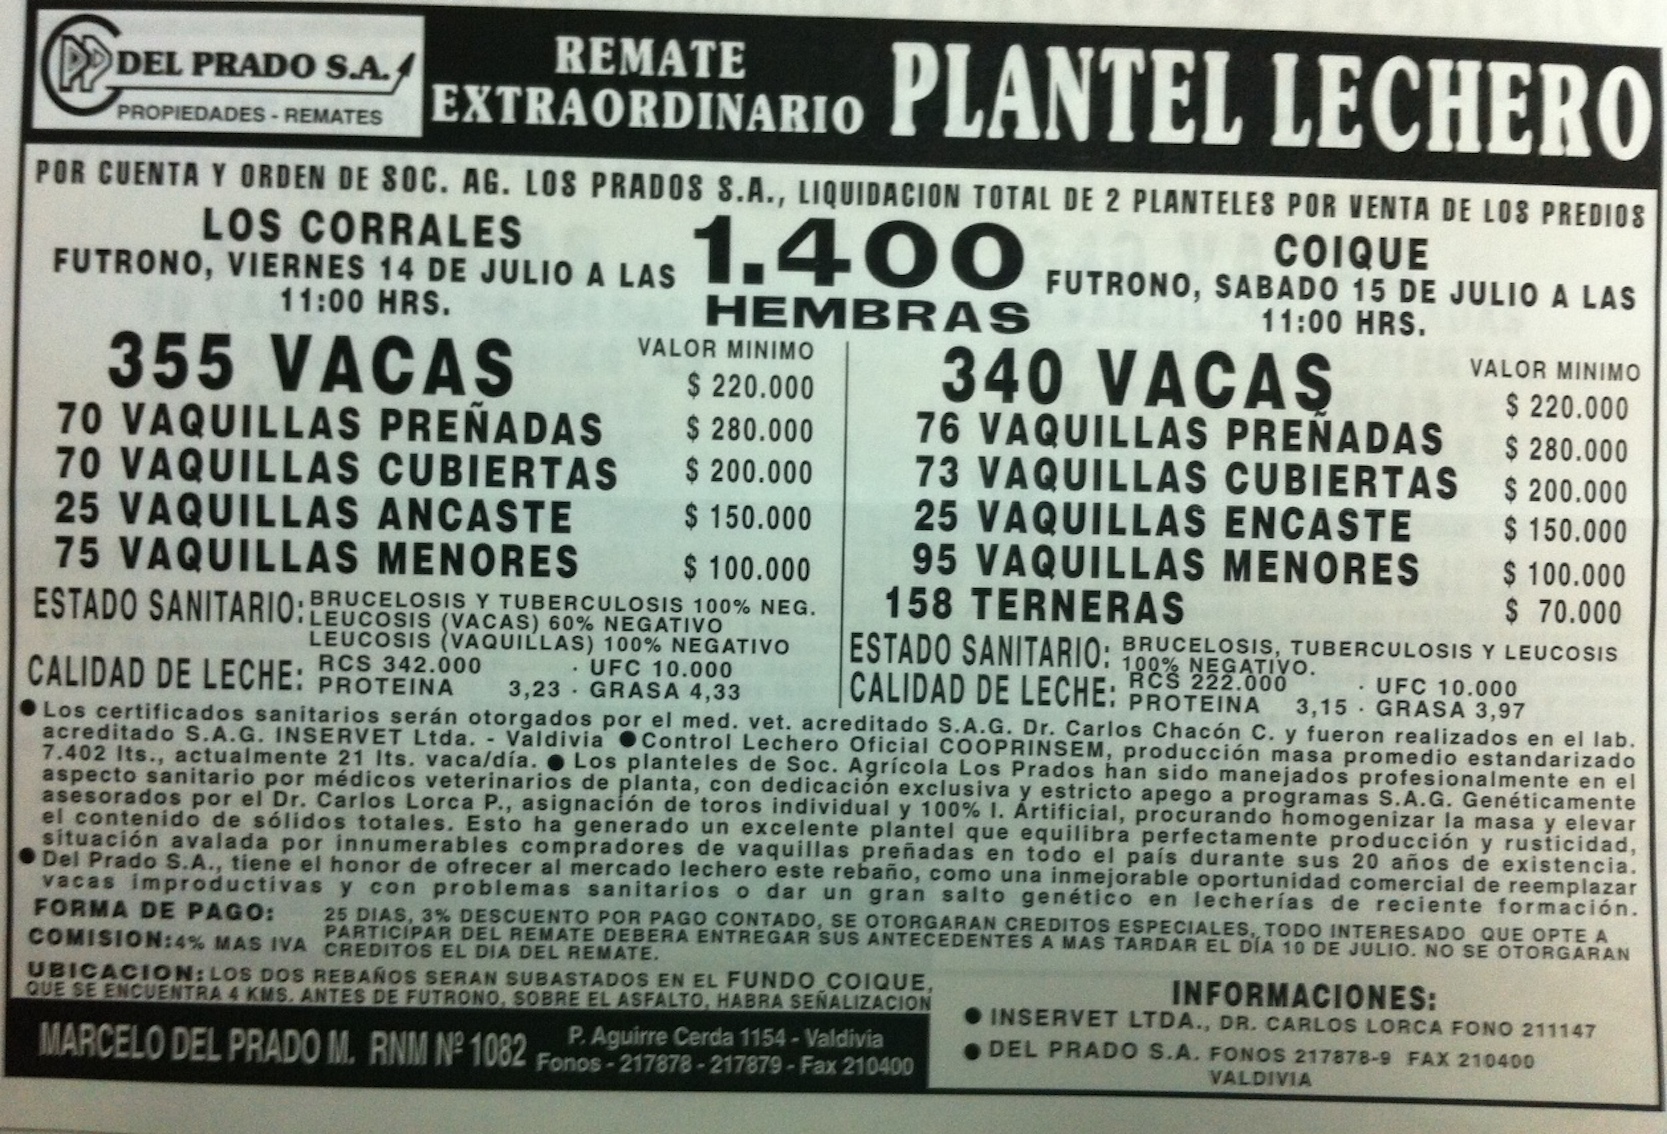 DEL PRADO S.A.
PROPIEDADES - REMATES
REMATE
EXTRAORDINARIO
PLANTEL LECHERO
POR CUENTA Y ORDEN DE SOC. AG. LOS PRADOS S.A., LIQUIDACION TOTAL DE 2 PLANTELES POR VENTA DE LOS PREDIOS
LOS CORRALES
FUTRONO, VIERNES 14 DE JULIO A LAS
11:00 HRS.
1.400
HEMBRAS
COIQUE
FUTRONO, SABADO 15 DE JULIO A LAS
11:00 HRS.
VALOR MINIMO
355 VACAS $ 220.000
70 VAQUILLAS PREÑADAS $ 280.000
70 VAQUILLAS CUBIERTAS $ 200.000
25 VAQUILLAS ANCASTE $ 150.000
75 VAQUILLAS MENORES $ 100.000
ESTADO SANITARIO: BRUCELOSIS Y TUBERCULOSIS 100% NEG.
LEUCOSIS (VACAS) 60% NEGATIVO
LEUCOSIS (VAQUILLAS) 100% NEGATIVO
CALIDAD DE LECHE: RCS 342.000 · UFC 10.000
PROTEINA 3,23 · GRASA 4,33
VALOR MINIMO
340 VACAS $ 220.000
76 VAQUILLAS PREÑADAS $ 280.000
73 VAQUILLAS CUBIERTAS $ 200.000
25 VAQUILLAS ENCASTE $ 150.000
95 VAQUILLAS MENORES $ 100.000
158 TERNERAS $ 70.000
ESTADO SANITARIO: BRUCELOSIS, TUBERCULOSIS Y LEUCOSIS
100% NEGATIVO.
CALIDAD DE LECHE: RCS 222.000 · UFC 10.000
PROTEINA 3,15 · GRASA 3,97
● Los certificados sanitarios serán otorgados por el med. vet. acreditado S.A.G. Dr. Carlos Chacón C. y fueron realizados en el lab.
acreditado S.A.G. INSERVET Ltda. - Valdivia ● Control Lechero Oficial COOPRINSEM, producción masa promedio estandarizado
7.402 lts., actualmente 21 lts. vaca/día. ● Los planteles de Soc. Agrícola Los Prados han sido manejados profesionalmente en el
aspecto sanitario por médicos veterinarios de planta, con dedicación exclusiva y estricto apego a programas S.A.G. Genéticamente
asesorados por el Dr. Carlos Lorca P., asignación de toros individual y 100% I. Artificial, procurando homogenizar la masa y elevar
el contenido de sólidos totales. Esto ha generado un excelente plantel que equilibra perfectamente producción y rusticidad,
situación avalada por innumerables compradores de vaquillas preñadas en todo el país durante sus 20 años de existencia.
● Del Prado S.A., tiene el honor de ofrecer al mercado lechero este rebaño, como una inmejorable oportunidad comercial de reemplazar
vacas improductivas y con problemas sanitarios o dar un gran salto genético en lecherías de reciente formación.
FORMA DE PAGO: 25 DIAS, 3% DESCUENTO POR PAGO CONTADO, SE OTORGARAN CREDITOS ESPECIALES, TODO INTERESADO QUE OPTE A
PARTICIPAR DEL REMATE DEBERA ENTREGAR SUS ANTECEDENTES A MAS TARDAR EL DÍA 10 DE JULIO. NO SE OTORGARAN
CREDITOS EL DIA DEL REMATE.
COMISION: 4% MAS IVA
UBICACION: LOS DOS REBAÑOS SERAN SUBASTADOS EN EL FUNDO COIQUE,
QUE SE ENCUENTRA 4 KMS. ANTES DE FUTRONO, SOBRE EL ASFALTO, HABRA SEÑALIZACION
MARCELO DEL PRADO M. RNM Nº 1082
P. Aguirre Cerda 1154 - Valdivia
Fonos - 217878 - 217879 - Fax 210400
INFORMACIONES:
● INSERVET LTDA., DR. CARLOS LORCA FONO 211147
● DEL PRADO S.A. FONOS 217878-9 FAX 210400
VALDIVIA